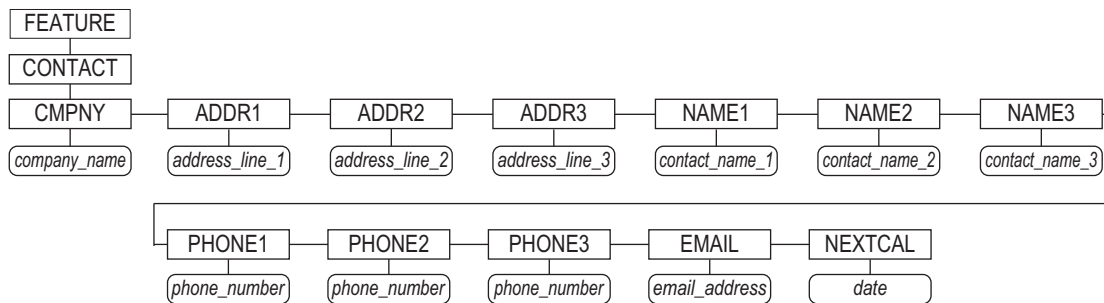 FEATURE
CONTACT
CMPNY ADDR1 ADDR2 ADDR3 NAME1 NAME2 NAME3
company_name address_line_1 address_line_2 address_line_3 contact_name_1 contact_name_2 contact_name_3
PHONE1 PHONE2 PHONE3 EMAIL NEXTCAL
phone_number phone_number phone_number email_address date